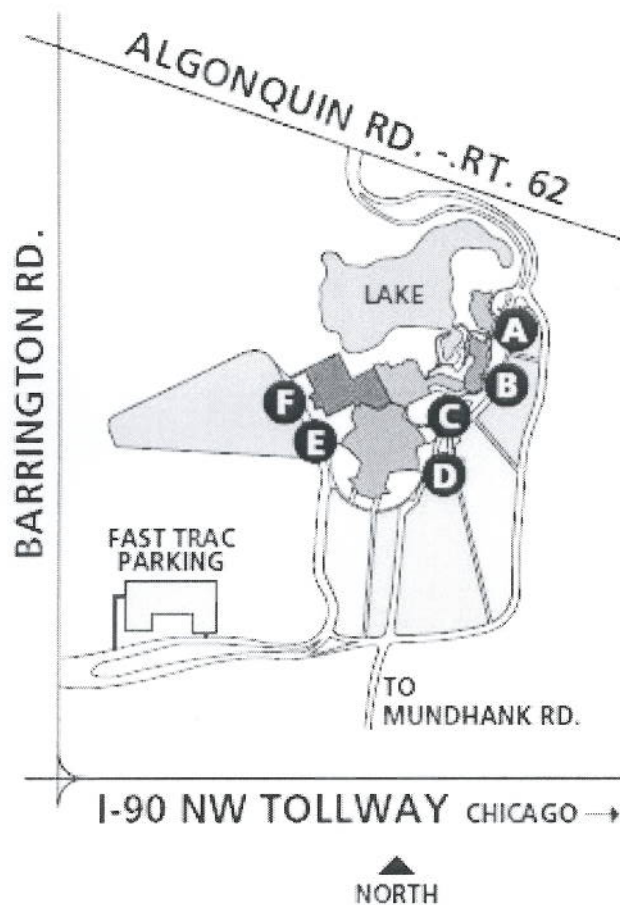 ALGONQUIN RD. -.RT. 62
BARRINGTON RD.
LAKE
A
B
F
C
E
D
FAST TRAC
PARKING
TO
MUNDHANK RD.
I-90 NW TOLLWAY CHICAGO
NORTH